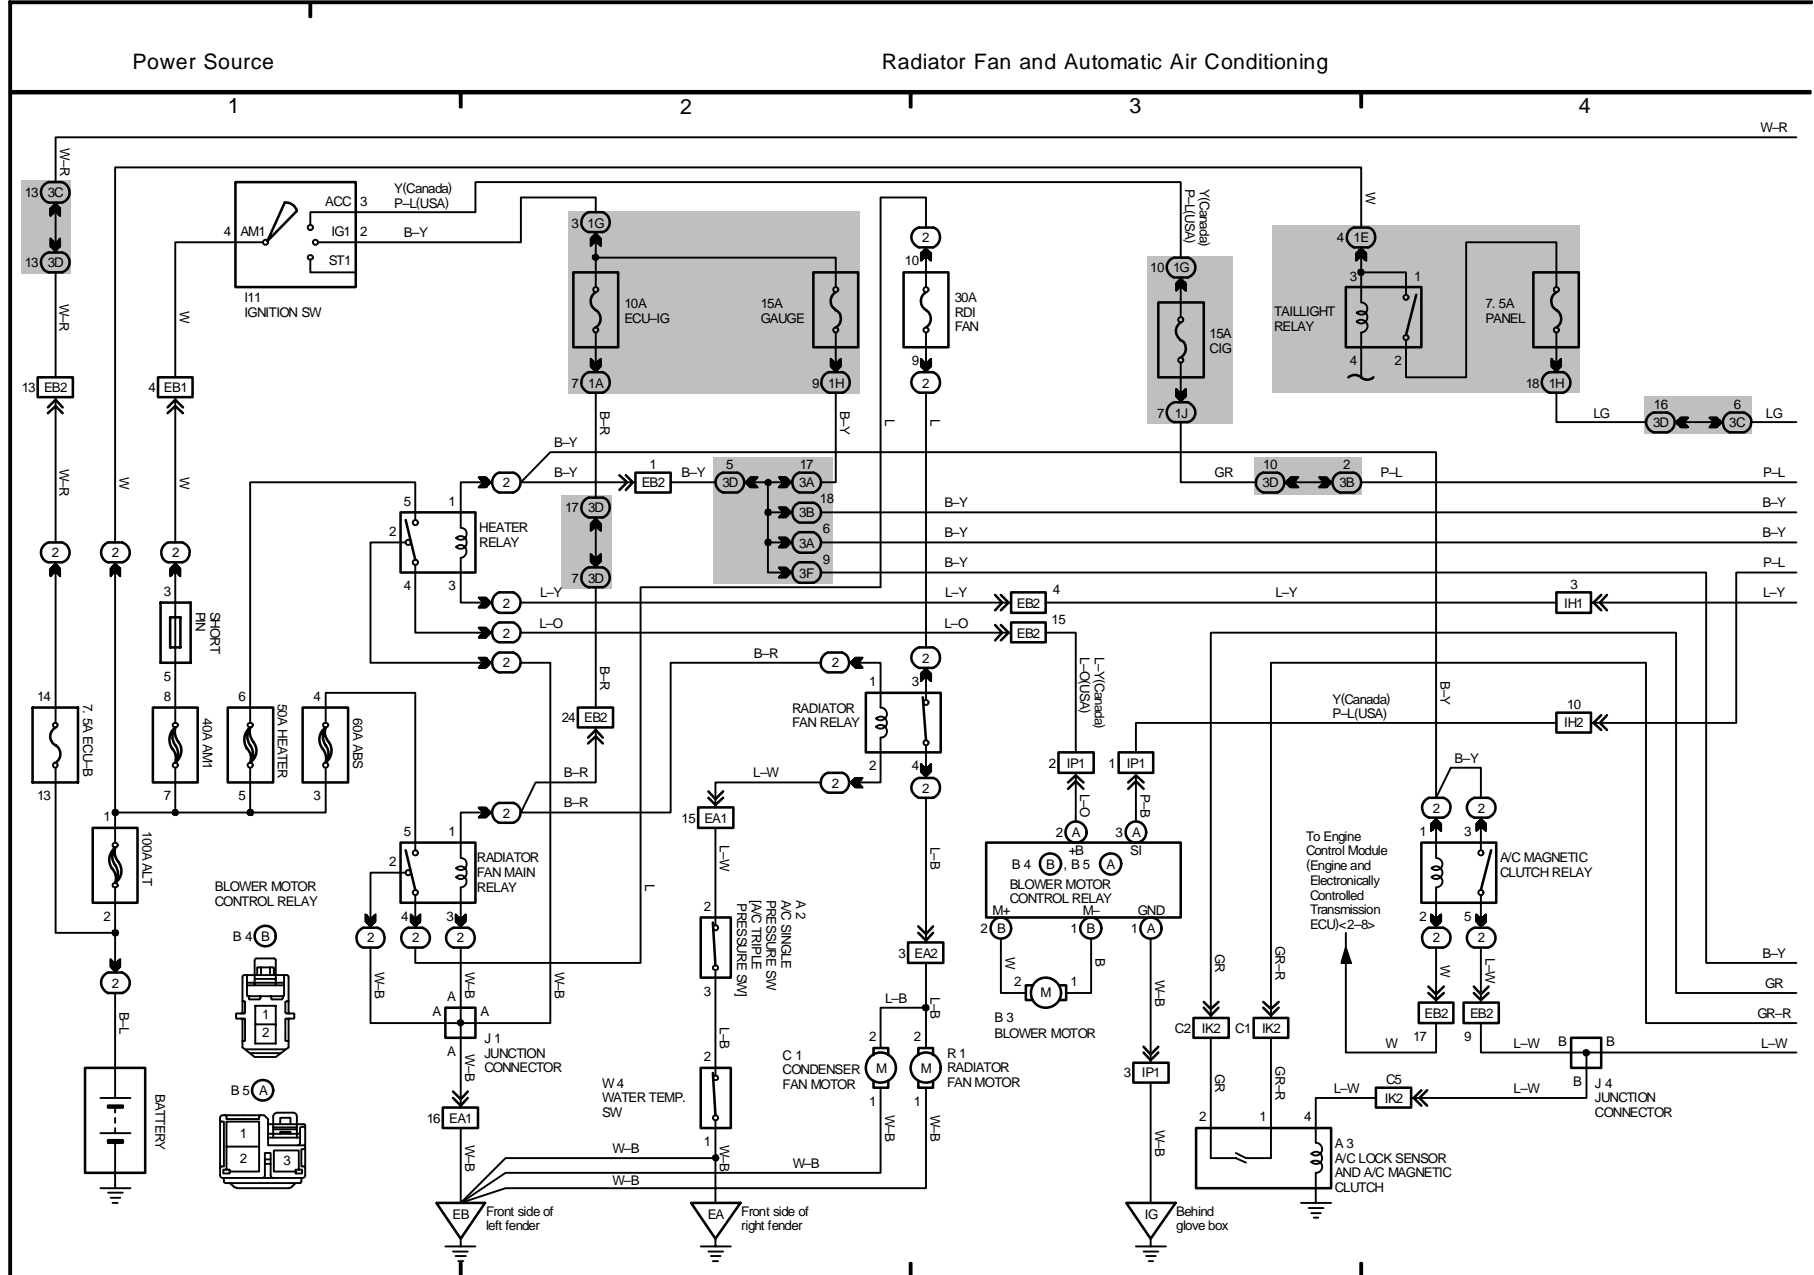 Power Source
Radiator Fan and Automatic Air Conditioning
1
2
3
4
W–R
W–R
13 3C
13 3D
W–R
13 EB2
W–R
2
14
7. 5A ECU–B
13
W
2
1
100A ALT
2
2
B–L
BATTERY
4 AM1
ACC 3
IG1 2
ST1
I11
IGNITION SW
Y(Canada)
P–L(USA)
B–Y
W
4 EB1
W
2
3
SHORT
PIN
5
8
40A AM1
7
6
50A HEATER
5
4
60A ABS
3
3 1G
10A
ECU–IG
15A
GAUGE
7 1A
9 1H
B–R
B–Y
10
2
30A
RDI
FAN
9
2
L
L
Y(Canada)
P–L(USA)
10 1G
15A
CIG
7 1J
W
4 1E
3
1
TAILLIGHT
RELAY
4
2
7. 5A
PANEL
18 1H
LG
16
3D
6
3C
LG
B–Y
B–Y
1
EB2
B–Y
5
3D
17
3A
18
3B
6
3A
9
3F
GR
10
3D
2
3B
P–L
P–L
B–Y
B–Y
B–Y
B–Y
B–Y
P–L
5
1
2
HEATER
RELAY
4
3
2
2
2
2
17 3D
7 3D
L–Y
L–Y
EB2 4
L–Y
3
IH1
L–Y
L–O
L–O
EB2 15
B–R
24 EB2
B–R
2
RADIATOR
FAN RELAY
1
3
2
4
2
2
2
L–Y(Canada)
L–O(USA)
Y(Canada)
P–L(USA)
10
IH2
B–Y
B–R
B–R
2
L–W
15 EA1
L–W
2
A 2
A/C SINGLE
PRESSURE SW
[A/C TRIPLE
PRESSURE SW]
3
L–B
2
W 4
WATER TEMP.
SW
1
W–B
5
1
2
RADIATOR
FAN MAIN
RELAY
4
3
2
2
2
L
W–B
W–B
W–B
A
A
A
A
J 1
JUNCTION
CONNECTOR
W–B
16 EA1
W–B
EB
Front side of
left fender
EA
Front side of
right fender
W–B
W–B
W–B
L–B
3 EA2
L–B
L–B
2
2
C 1
CONDENSER
FAN MOTOR
M
M
R 1
RADIATOR
FAN MOTOR
1
1
W–B
W–B
2 IP1
1 IP1
L–O
P–B
2 A
3 A
+B
SI
B 4 B , B 5 A
BLOWER MOTOR
CONTROL RELAY
M+
M–
GND
2 B
1 B
1 A
W
B
2
M
1
B 3
BLOWER MOTOR
W–B
3 IP1
W–B
IG
Behind
glove box
BLOWER MOTOR
CONTROL RELAY
B 4 B
1
2
B 5 A
1
2
3
GR
GR–R
C2 IK2
C1 IK2
GR
GR–R
2
1
4
A 3
A/C LOCK SENSOR
AND A/C MAGNETIC
CLUTCH
To Engine
Control Module
(Engine and
Electronically
Controlled
Transmission
ECU)<2–8>
B–Y
2
2
1
3
A/C MAGNETIC
CLUTCH RELAY
2
5
2
2
W
L–W
EB2
EB2
17
9
W
L–W
B
B
B
L–W
J 4
JUNCTION
CONNECTOR
C5
IK2
L–W
L–W
B–Y
GR
GR–R